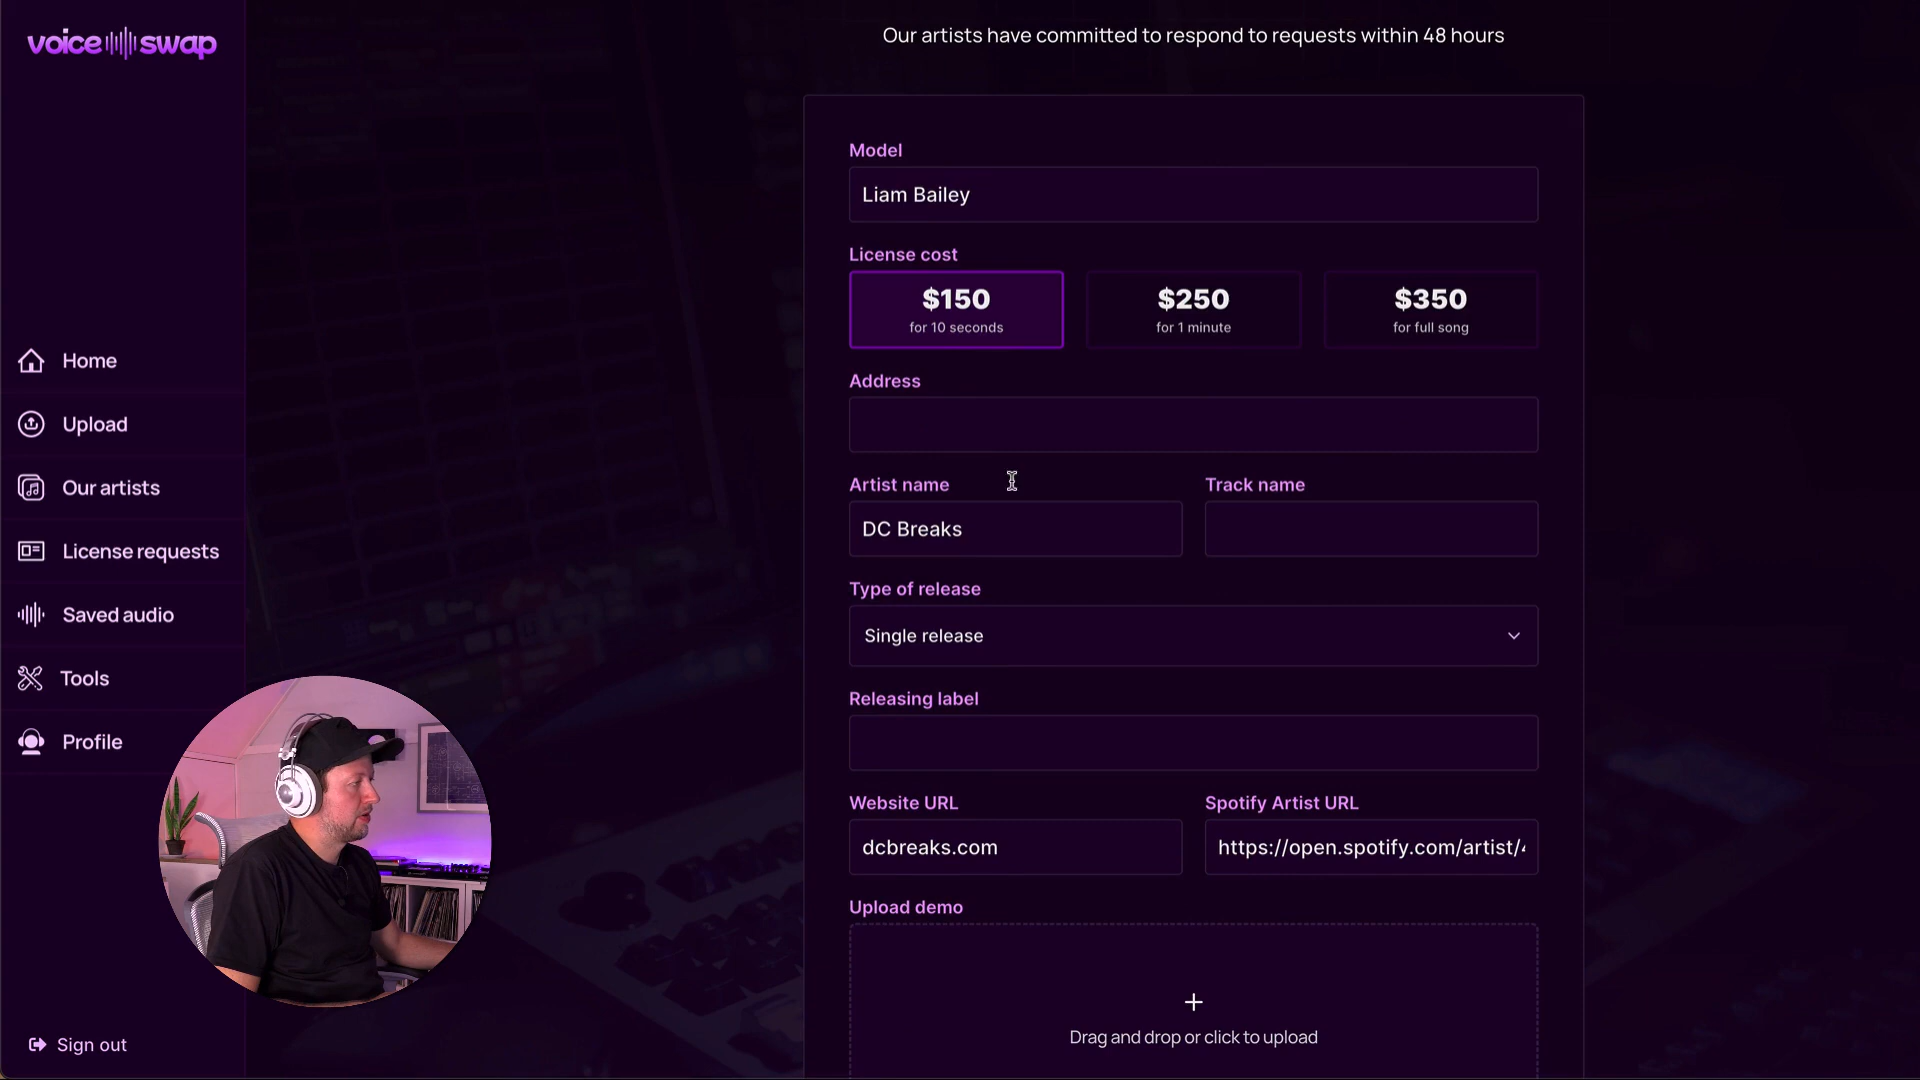 voice swap
Our artists have committed to respond to requests within 48 hours
Model
Liam Bailey
License cost
$150
for 10 seconds
$250
for 1 minute
$350
for full song
Address
Artist name
Track name
DC Breaks
Type of release
Single release
Releasing label
Website URL
Spotify Artist URL
dcbreaks.com
https://open.spotify.com/artist/
Upload demo
Drag and drop or click to upload
Home
Upload
Our artists
License requests
Saved audio
Tools
Profile
Sign out